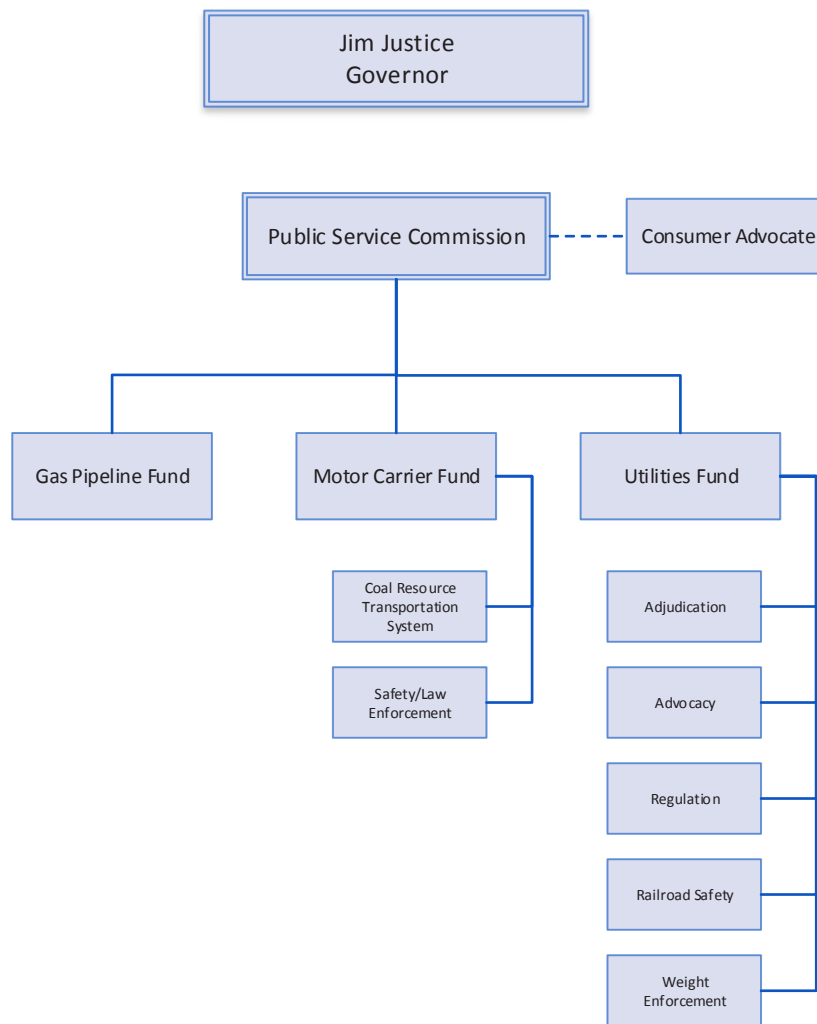 Jim Justice
Governor
Public Service Commission
Consumer Advocate
Gas Pipeline Fund
Motor Carrier Fund
Utilities Fund
Coal Resource
Transportation
System
Adjudication
Safety/Law
Enforcement
Advocacy
Regulation
Railroad Safety
Weight
Enforcement